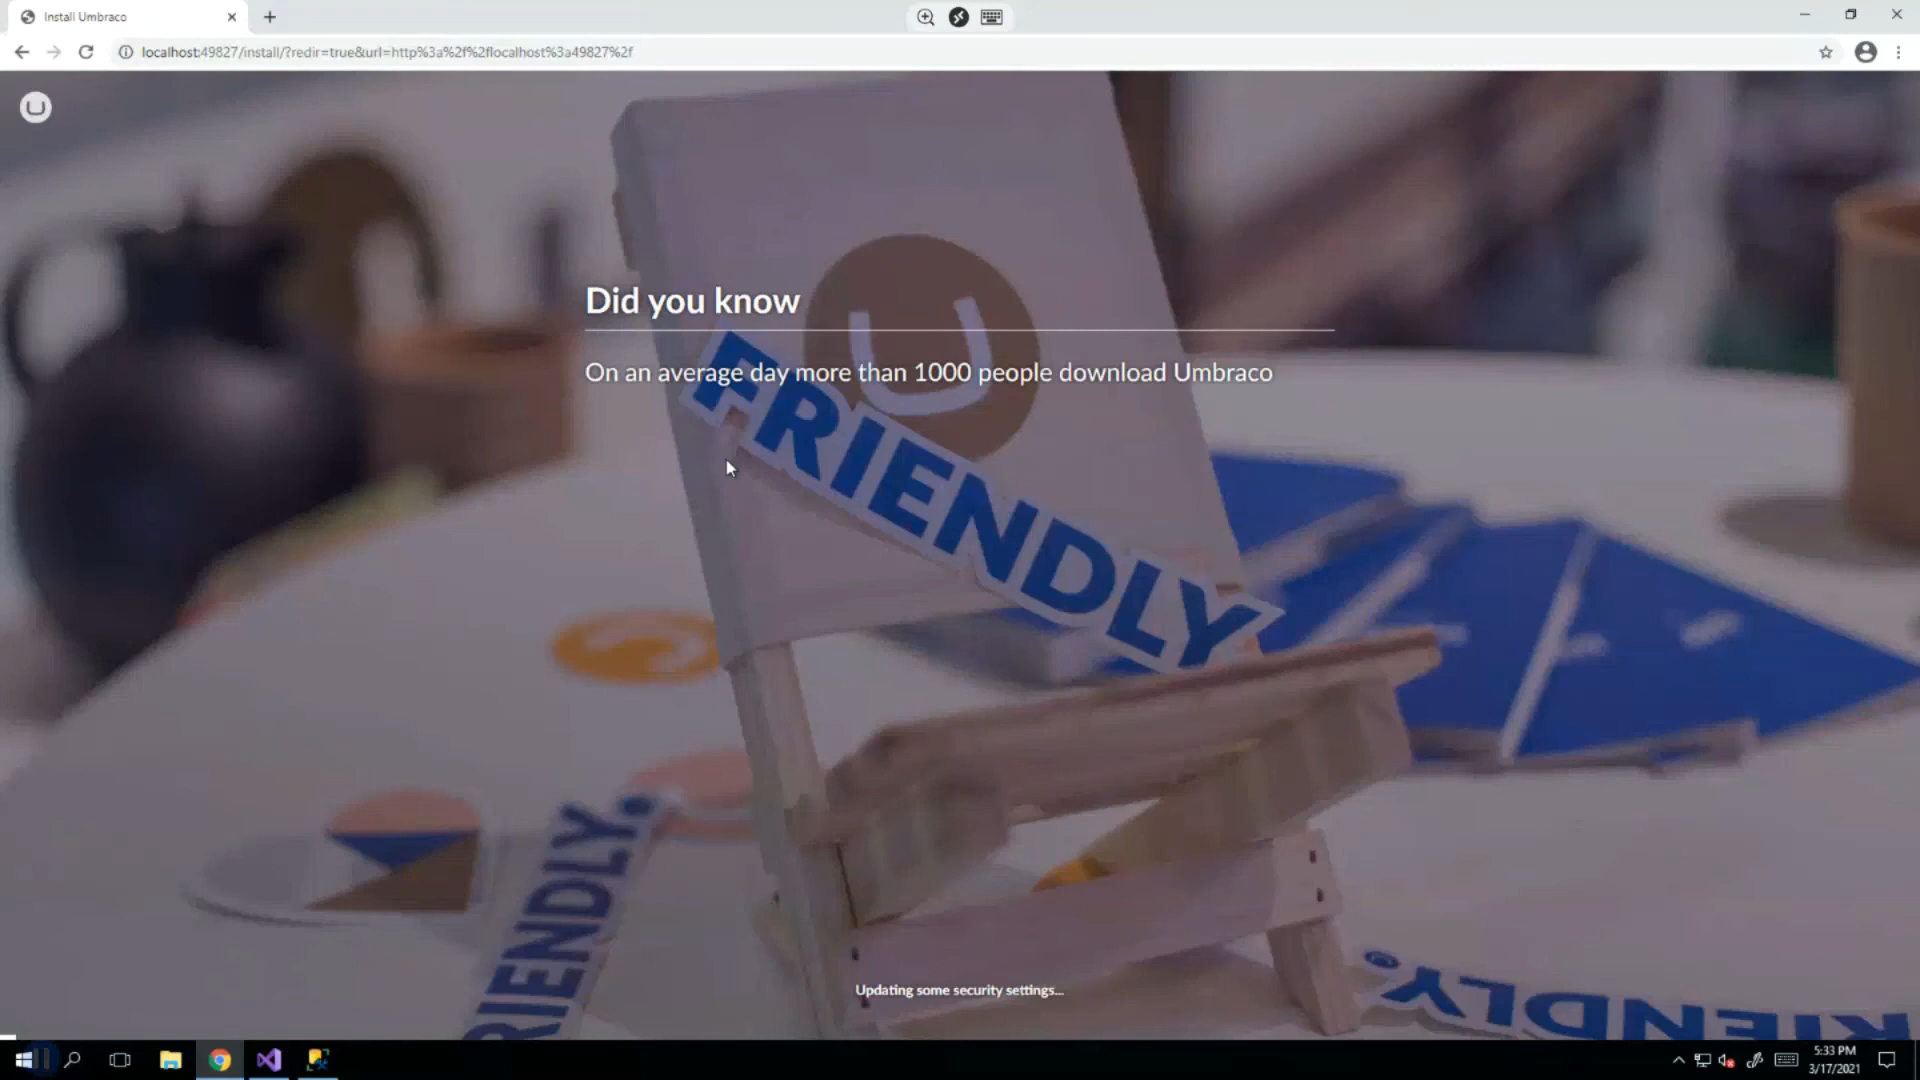 Install Umbraco
localhost:49827/install/?redir=true&url=http%3a%2f%2flocalhost%3a49827%2f
Did you know
On an average day more than 1000 people download Umbraco
FRIENDLY
FRIENDLY.
FRIENDLY.
Updating some security settings...
5:33 PM
3/17/2021